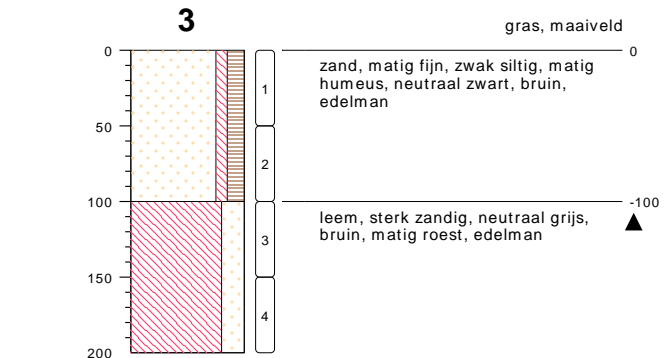 3
gras, maaiveld
0
0
zand, matig fijn, zwak siltig, matig
humeus, neutraal zwart, bruin,
edelman
1
50
2
100
-100
leem, sterk zandig, neutraal grijs,
bruin, matig roest, edelman
3
150
4
200